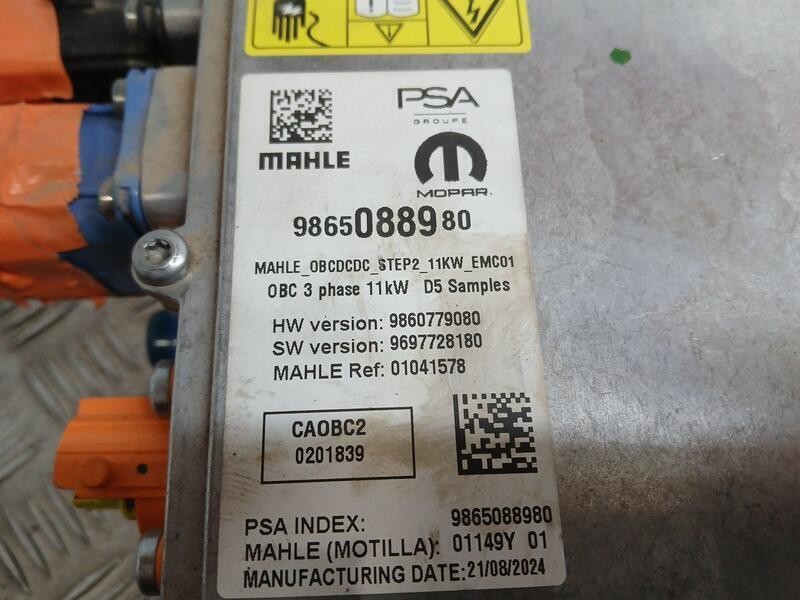 PSA
GROUPE
MAHLE
MOPAR.
9865088980
MAHLE_OBCDCDC_STEP2_11KW_EMC01
OBC 3 phase 11kW D5 Samples
HW version: 9860779080
SW version: 9697728180
MAHLE Ref: 01041578
CAOBC2
0201839
PSA INDEX: 9865088980
MAHLE (MOTILLA): 01149Y 01
MANUFACTURING DATE: 21/08/2024